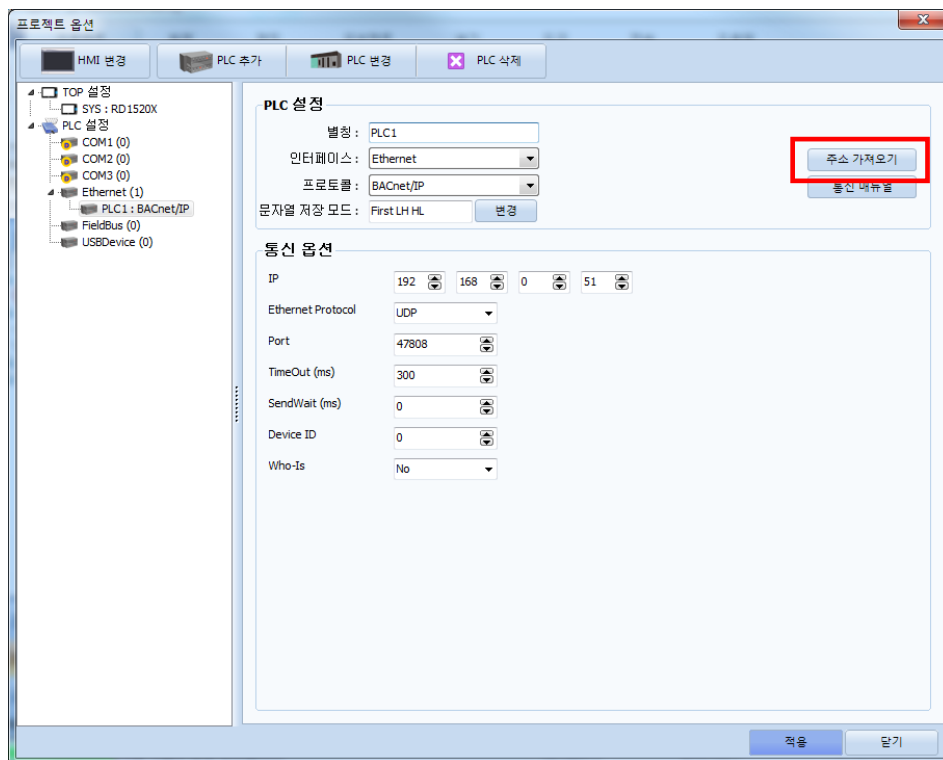 프로젝트 옵션
HMI 변경
PLC 추가
PLC 변경
PLC 삭제
TOP 설정
SYS : RD1520X
PLC 설정
COM1 (0)
COM2 (0)
COM3 (0)
Ethernet (1)
PLC1 : BACnet/IP
FieldBus (0)
USBDevice (0)
PLC 설정
별칭 : PLC1
인터페이스 : Ethernet
주소 가져오기
프로토콜 : BACnet/IP
통신 매뉴얼
문자열 저장 모드 : First LH HL 변경
통신 옵션
IP 192 168 0 51
Ethernet Protocol UDP
Port 47808
TimeOut (ms) 300
SendWait (ms) 0
Device ID 0
Who-Is No
적용
닫기